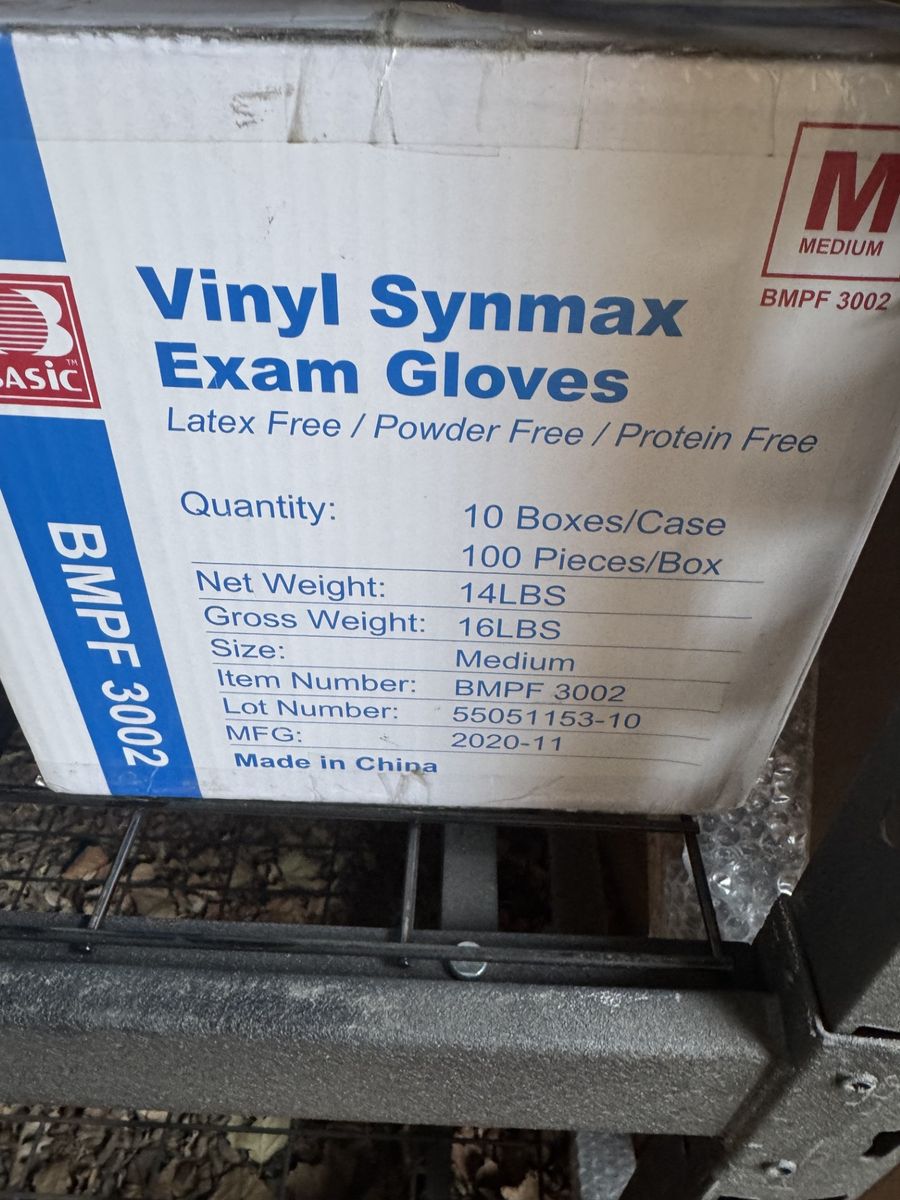 M
MEDIUM
BMPF 3002
BASiC
TM
Vinyl Synmax
Exam Gloves
Latex Free / Powder Free / Protein Free
Quantity: 10 Boxes/Case
100 Pieces/Box
Net Weight: 14LBS
Gross Weight: 16LBS
Size: Medium
Item Number: BMPF 3002
Lot Number: 55051153-10
MFG: 2020-11
Made in China
BMPF 3002